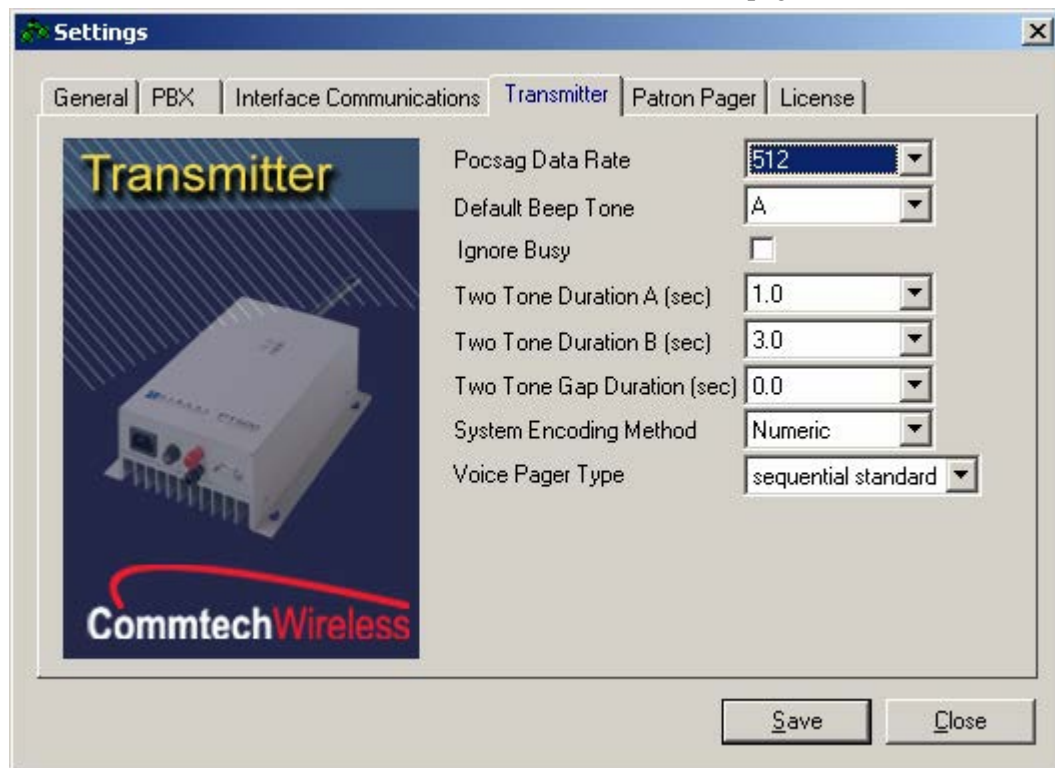 Settings
General PBX Interface Communications Transmitter Patron Pager License
Transmitter
Pocsag Data Rate 512
Default Beep Tone A
Ignore Busy
Two Tone Duration A (sec) 1.0
Two Tone Duration B (sec) 3.0
Two Tone Gap Duration (sec) 0.0
System Encoding Method Numeric
Voice Pager Type sequential standard
CommtechWireless
Save Close